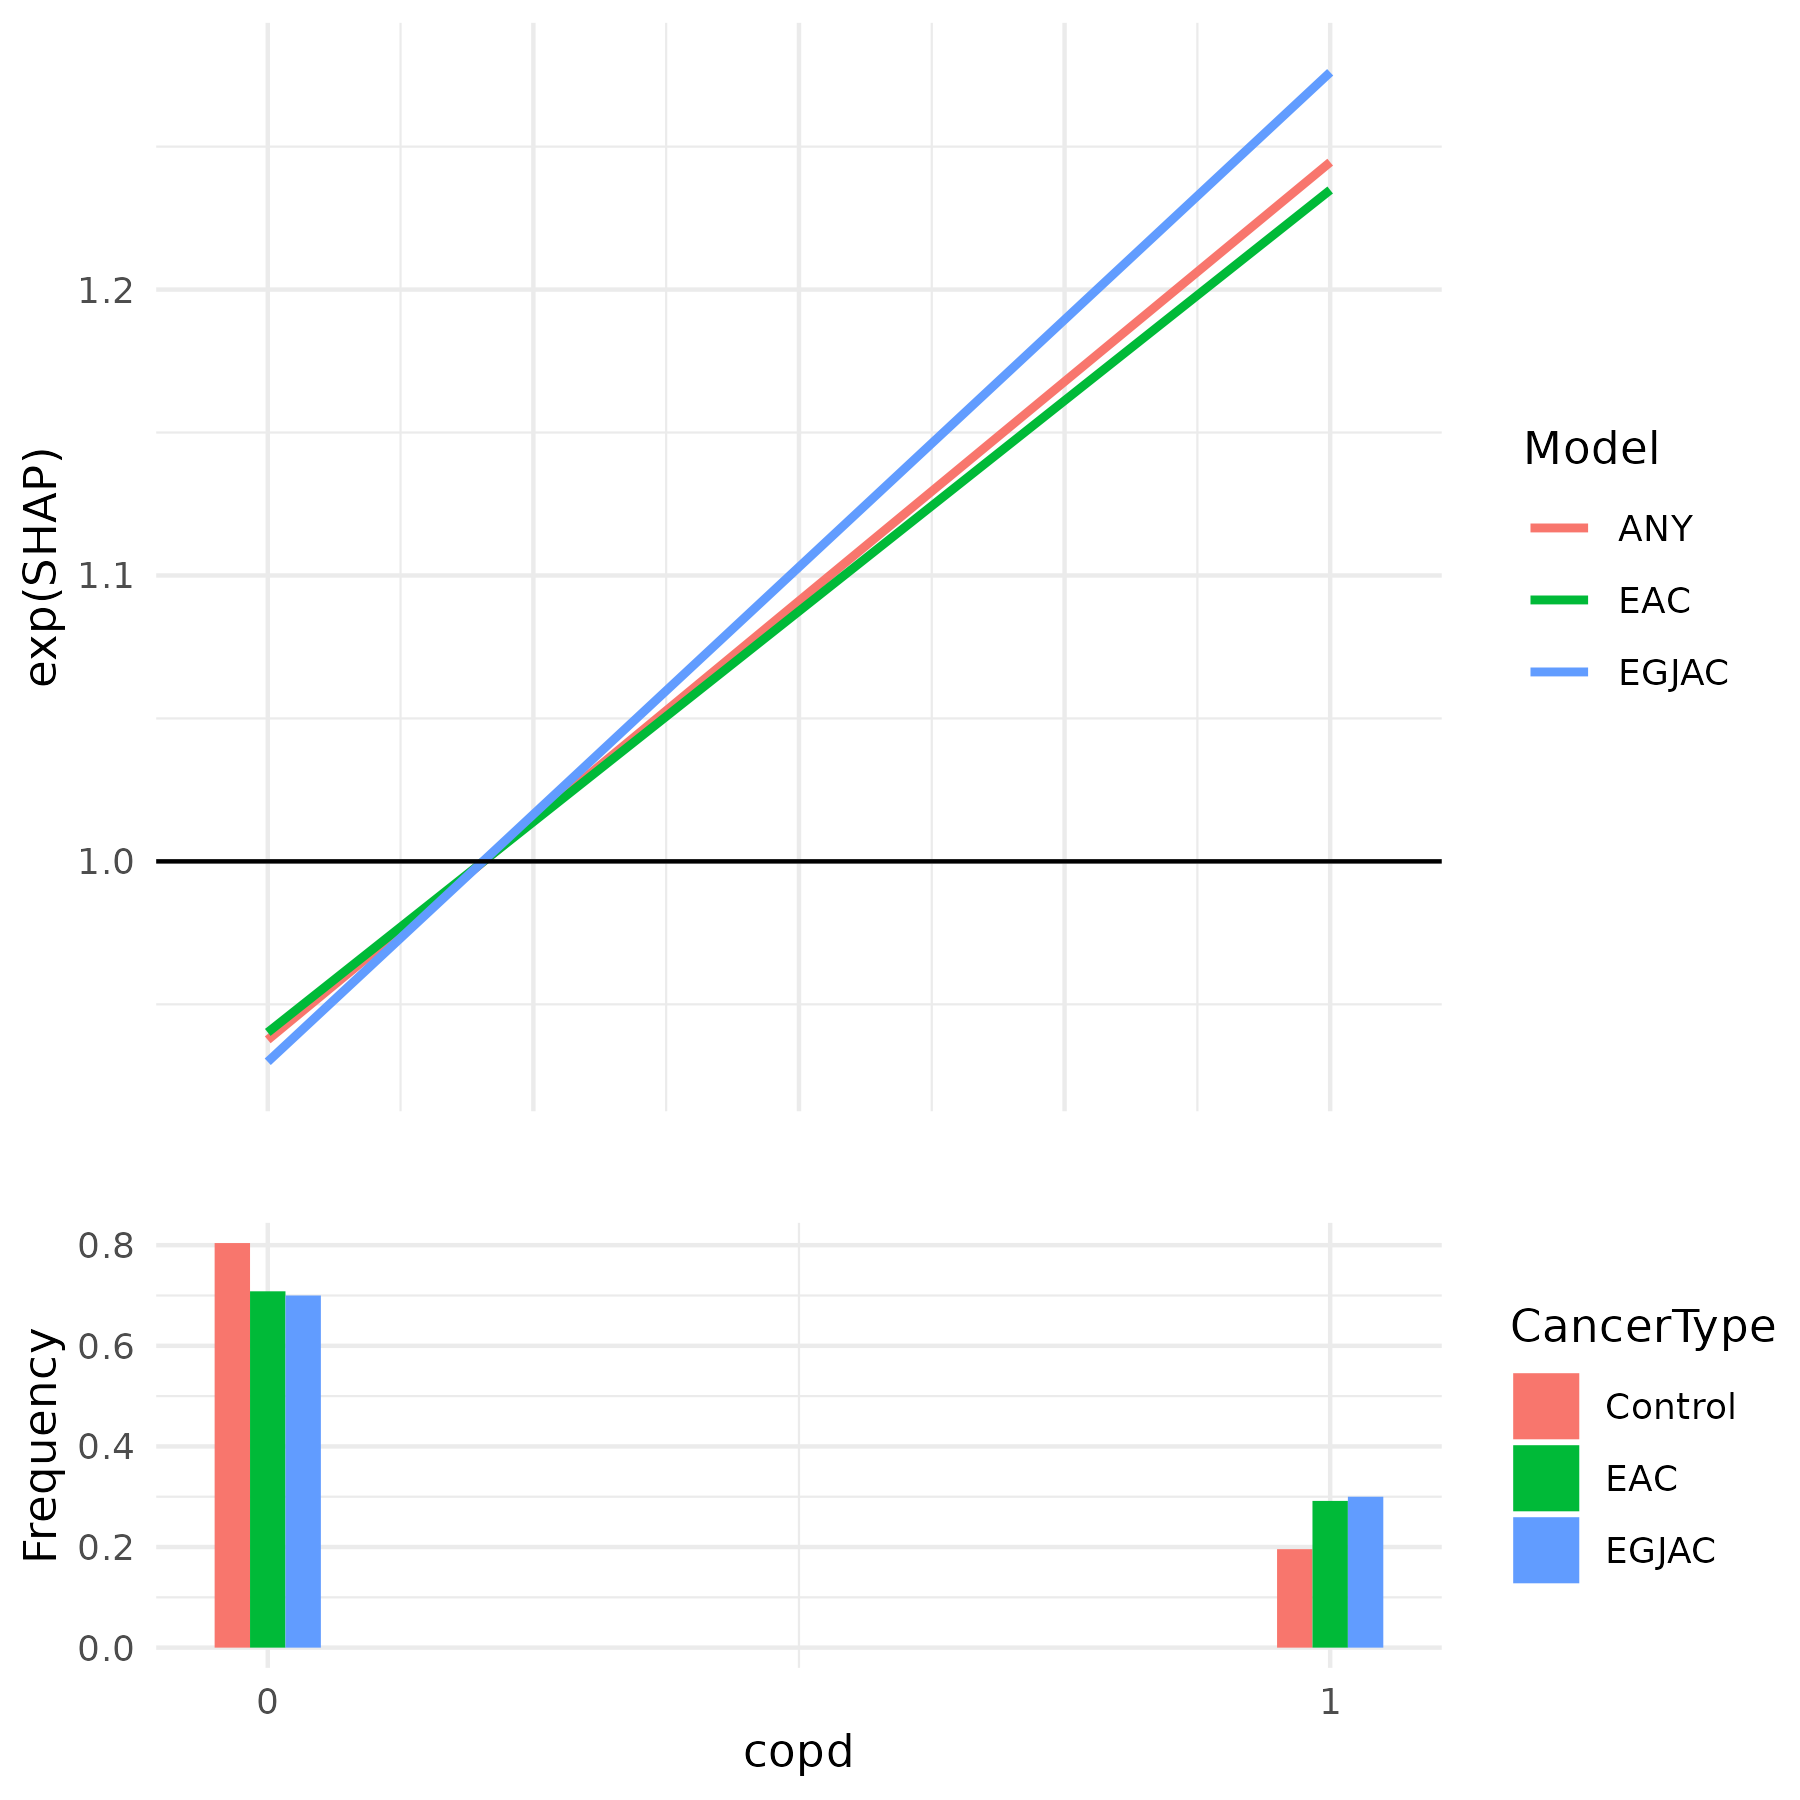 exp(SHAP)
1.2
1.1
1.0
Model
ANY
EAC
EGJAC
Frequency
0.8
0.6
0.4
0.2
0.0
0 1
copd
CancerType
Control
EAC
EGJAC